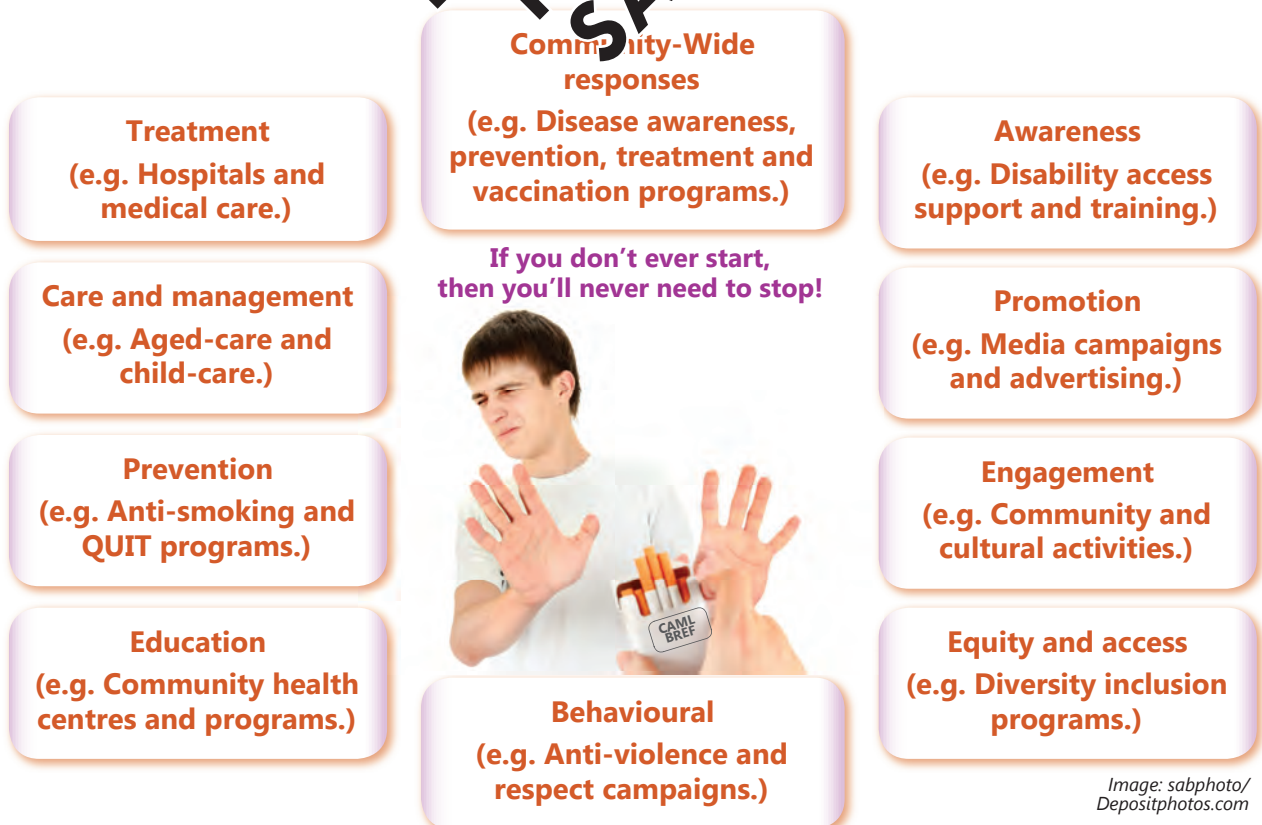 SA
Community-Wide
responses
(e.g. Disease awareness,
prevention, treatment and
vaccination programs.)
Treatment
(e.g. Hospitals and
medical care.)
Care and management
(e.g. Aged-care and
child-care.)
Prevention
(e.g. Anti-smoking and
QUIT programs.)
Education
(e.g. Community health
centres and programs.)
If you don’t ever start,
then you’ll never need to stop!
CAML
BREF
Behavioural
(e.g. Anti-violence and
respect campaigns.)
Awareness
(e.g. Disability access
support and training.)
Promotion
(e.g. Media campaigns
and advertising.)
Engagement
(e.g. Community and
cultural activities.)
Equity and access
(e.g. Diversity inclusion
programs.)
Image: sabphoto/
Depositphotos.com